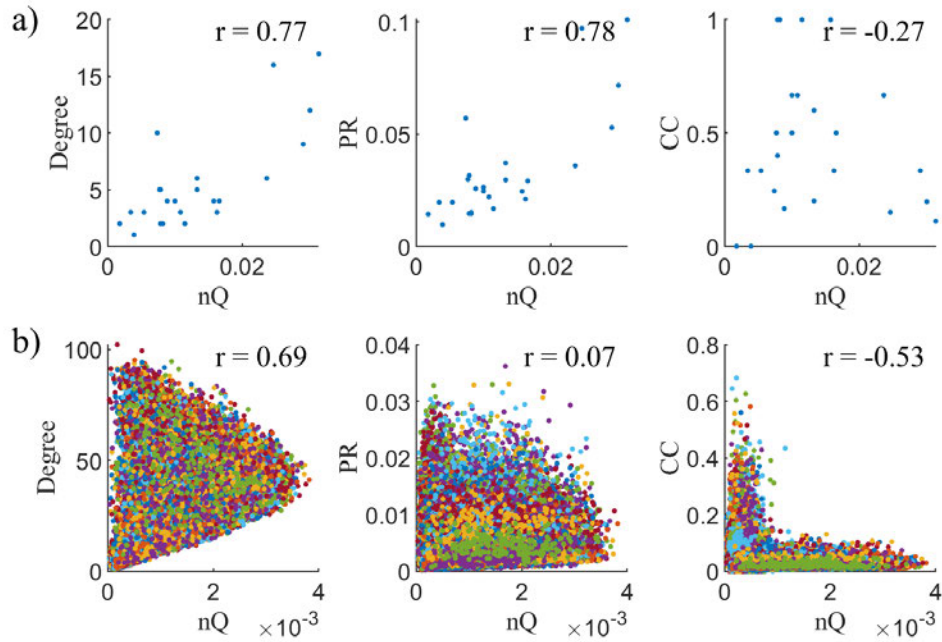 a)
r = 0.77
20
15
10
5
0
Degree
0
0.02
nQ
r = 0.78
0.1
0.05
0
PR
0
0.02
nQ
r = -0.27
1
0.5
0
CC
0
0.02
nQ
b)
r = 0.69
100
50
0
Degree
0
2
4
nQ
×10⁻³
r = 0.07
0.04
0.03
0.02
0.01
0
PR
0
2
4
nQ
×10⁻³
r = -0.53
0.8
0.6
0.4
0.2
0
CC
0
2
4
nQ
×10⁻³